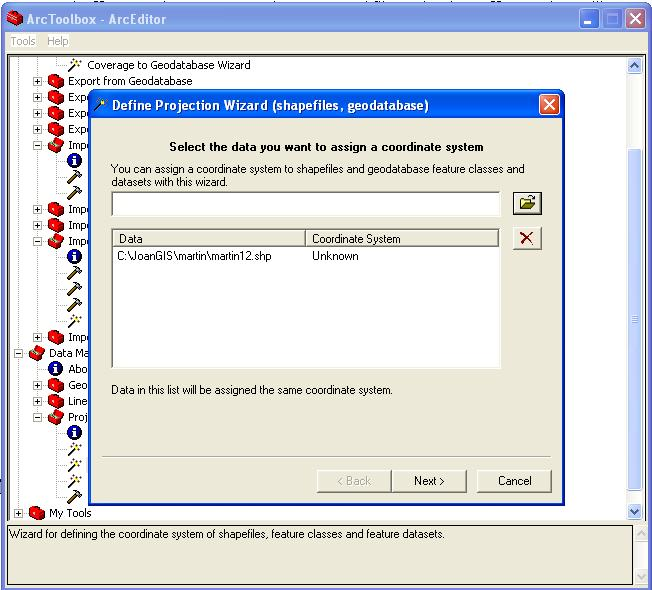 ArcToolbox - ArcEditor
Tools Help
Coverage to Geodatabase Wizard
Export from Geodatabase
Expo
Expo
Expo
Impo
Impo
Impo
Impo
Impo
Data Ma
Abo
Geo
Line
Proj
My Tools
Define Projection Wizard (shapefiles, geodatabase)
Select the data you want to assign a coordinate system
You can assign a coordinate system to shapefiles and geodatabase feature classes and
datasets with this wizard.
Data Coordinate System
C:\JoanGIS\martin\martin12.shp Unknown
Data in this list will be assigned the same coordinate system.
< Back Next > Cancel
Wizard for defining the coordinate system of shapefiles, feature classes and feature datasets.